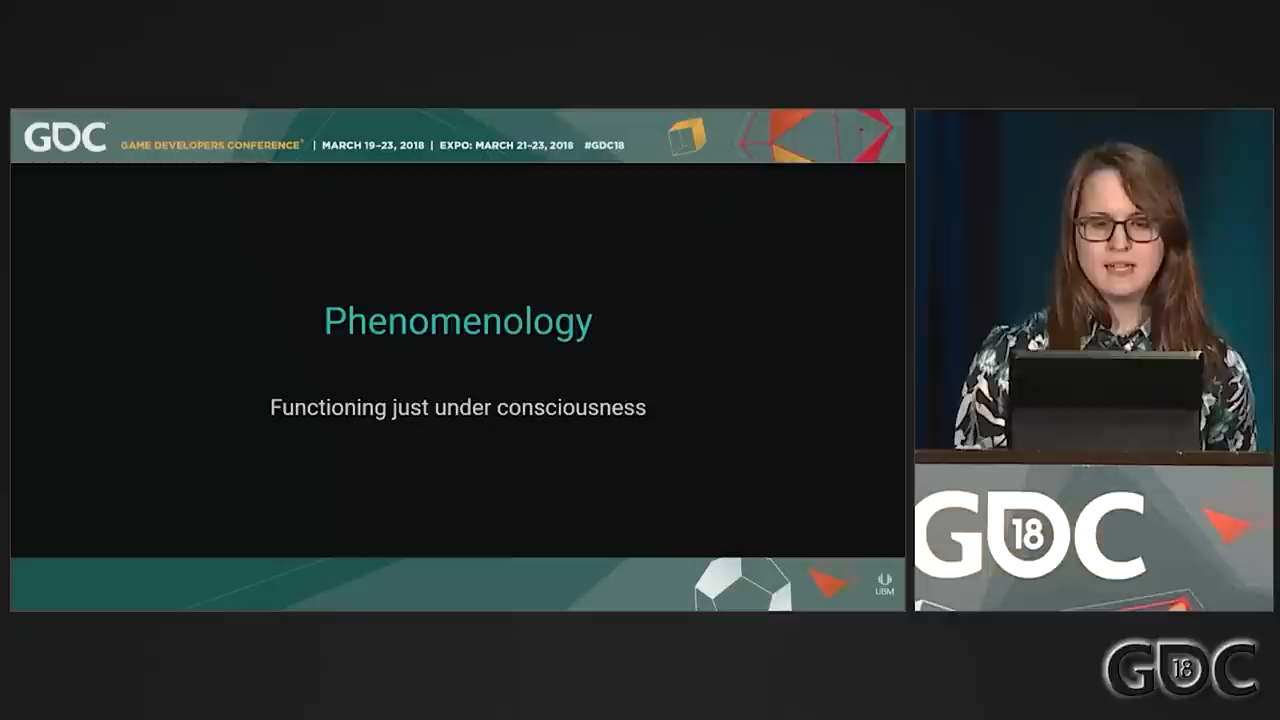 GDC GAME DEVELOPERS CONFERENCE® | MARCH 19–23, 2018 | EXPO: MARCH 21–23, 2018 #GDC18
Phenomenology
Functioning just under consciousness
UBM
GDC 18
GDC 18